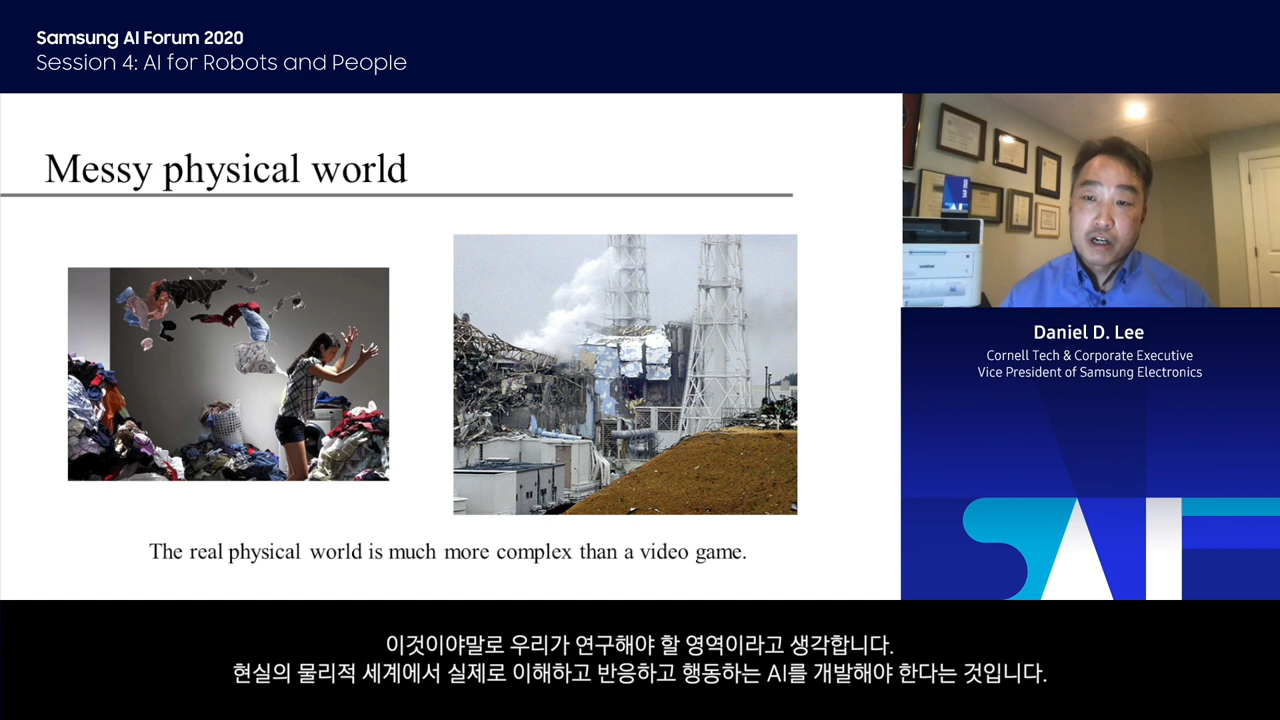 Samsung AI Forum 2020
Session 4: AI for Robots and People
Messy physical world
The real physical world is much more complex than a video game.
Daniel D. Lee
Cornell Tech & Corporate Executive
Vice President of Samsung Electronics
SAIF
이것이야말로 우리가 연구해야 할 영역이라고 생각합니다.
현실의 물리적 세계에서 실제로 이해하고 반응하고 행동하는 AI를 개발해야 한다는 것입니다.